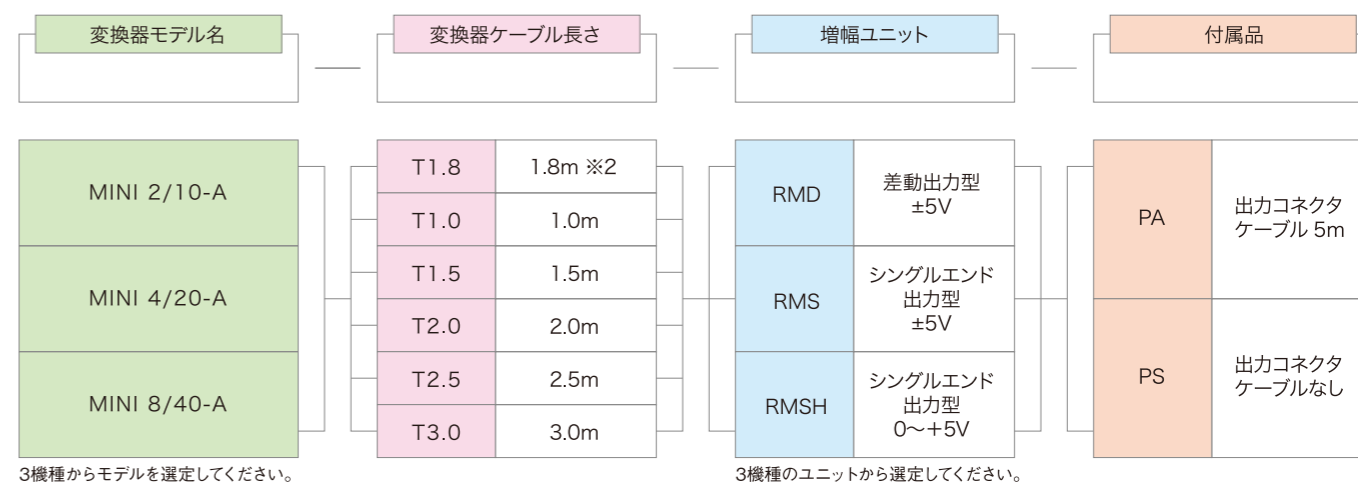 変換器モデル名
変換器ケーブル長さ
増幅ユニット
付属品
MINI 2/10-A
MINI 4/20-A
MINI 8/40-A
T1.8 1.8m ※2
T1.0 1.0m
T1.5 1.5m
T2.0 2.0m
T2.5 2.5m
T3.0 3.0m
RMD
差動出力型
±5V
RMS
シングルエンド
出力型
±5V
RMSH
シングルエンド
出力型
0〜+5V
PA
出力コネクタ
ケーブル 5m
PS
出力コネクタ
ケーブルなし
3機種からモデルを選定してください。
3機種のユニットから選定してください。